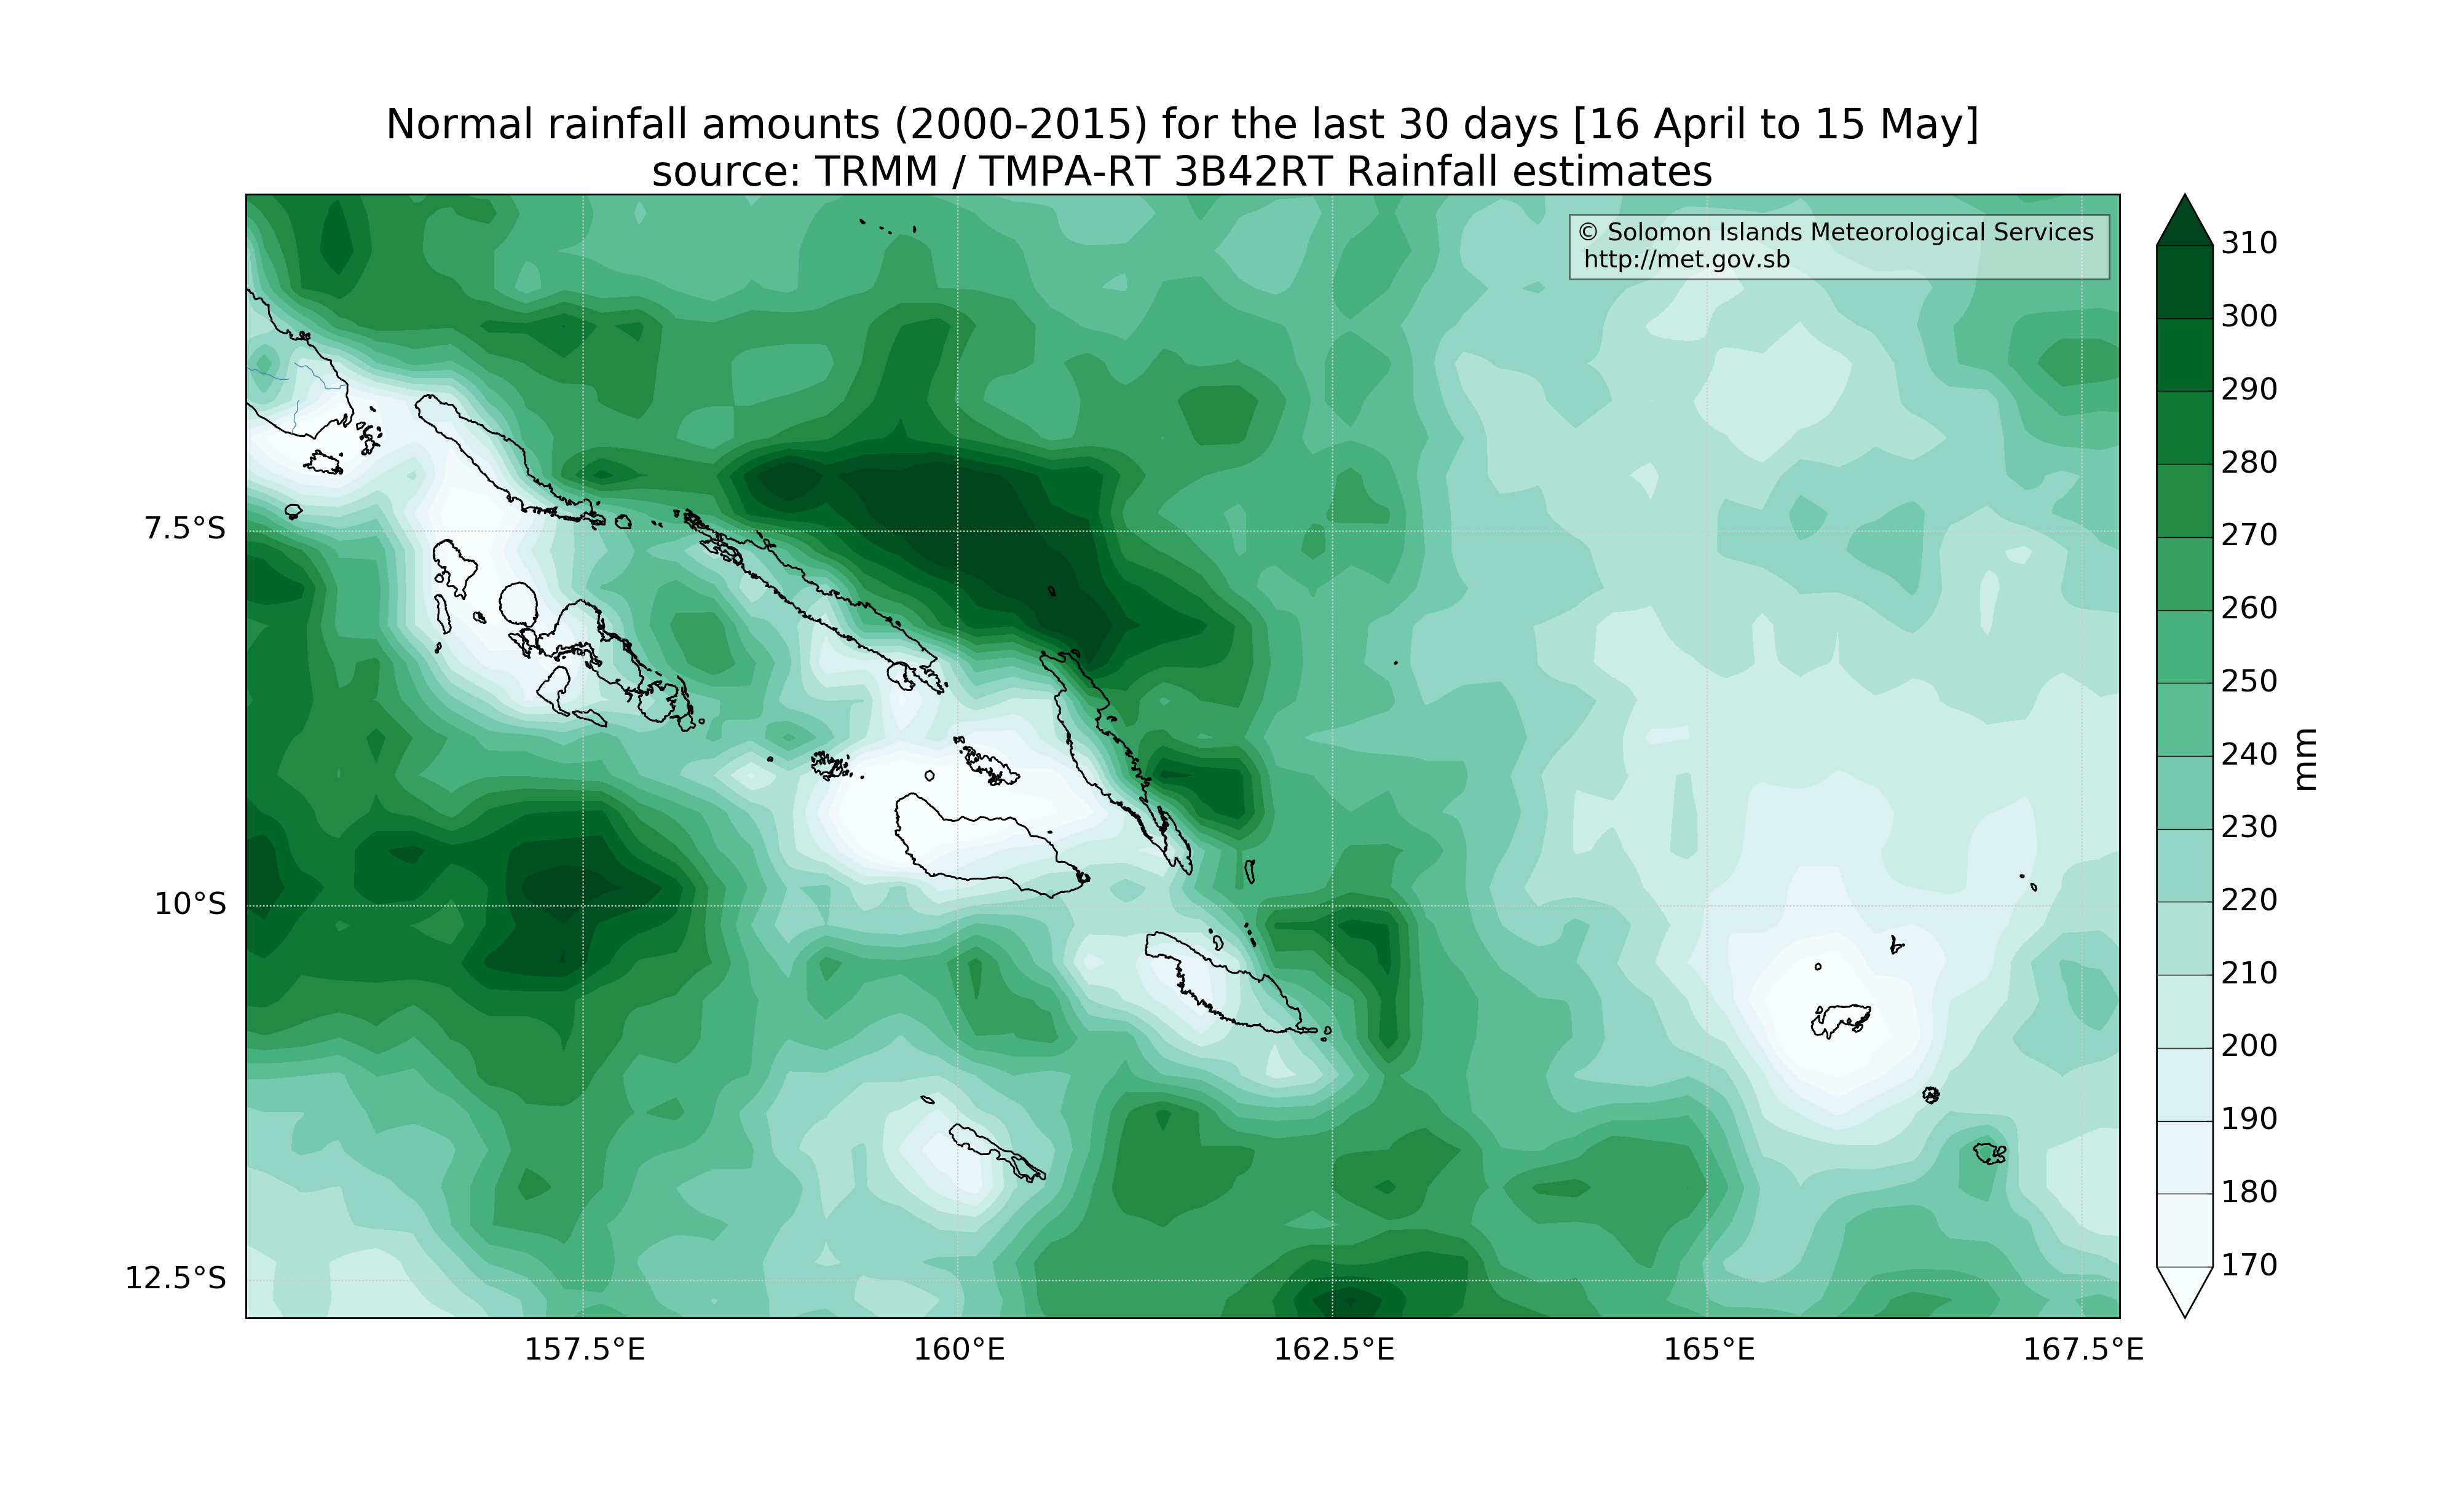 Normal rainfall amounts (2000-2015) for the last 30 days [16 April to 15 May]
source: TRMM / TMPA-RT 3B42RT Rainfall estimates
© Solomon Islands Meteorological Services
http://met.gov.sb
310
300
290
280
270
260
250
240
230
220
210
200
190
180
170
mm
7.5°S
10°S
12.5°S
157.5°E
160°E
162.5°E
165°E
167.5°E